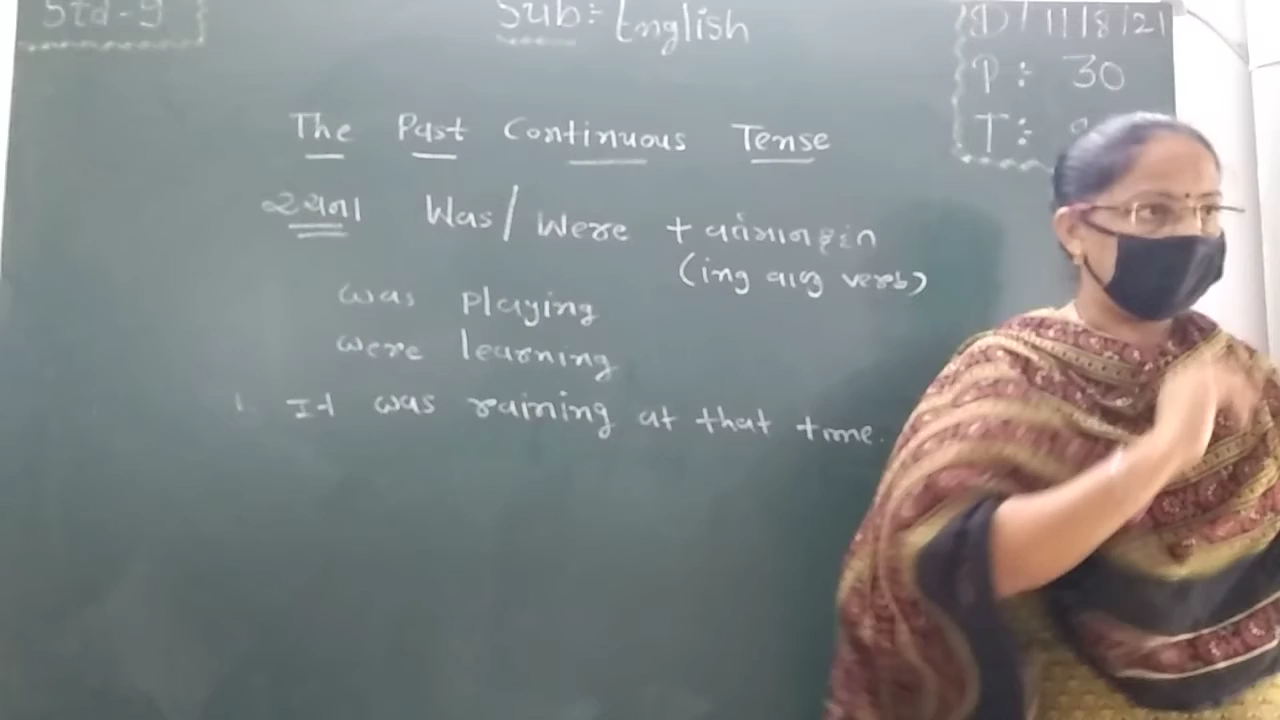 Std-9
Sub:- English
D / 11/8/21
P : 30
T :
The Past Continuous Tense
રચના Was/Were + વર્તમાનકૃદંત
(ing વાળુ verb)
was playing
were learning
1. It was raining at that time.